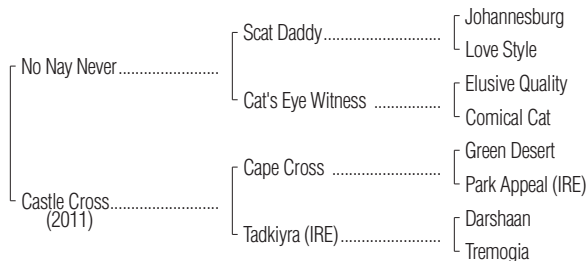 Johannesburg
Scat Daddy
Love Style
No Nay Never
Elusive Quality
Cat's Eye Witness
Comical Cat
Green Desert
Cape Cross
Park Appeal (IRE)
Castle Cross
(2011)
Darshaan
Tadkiyra (IRE)
Tremogia